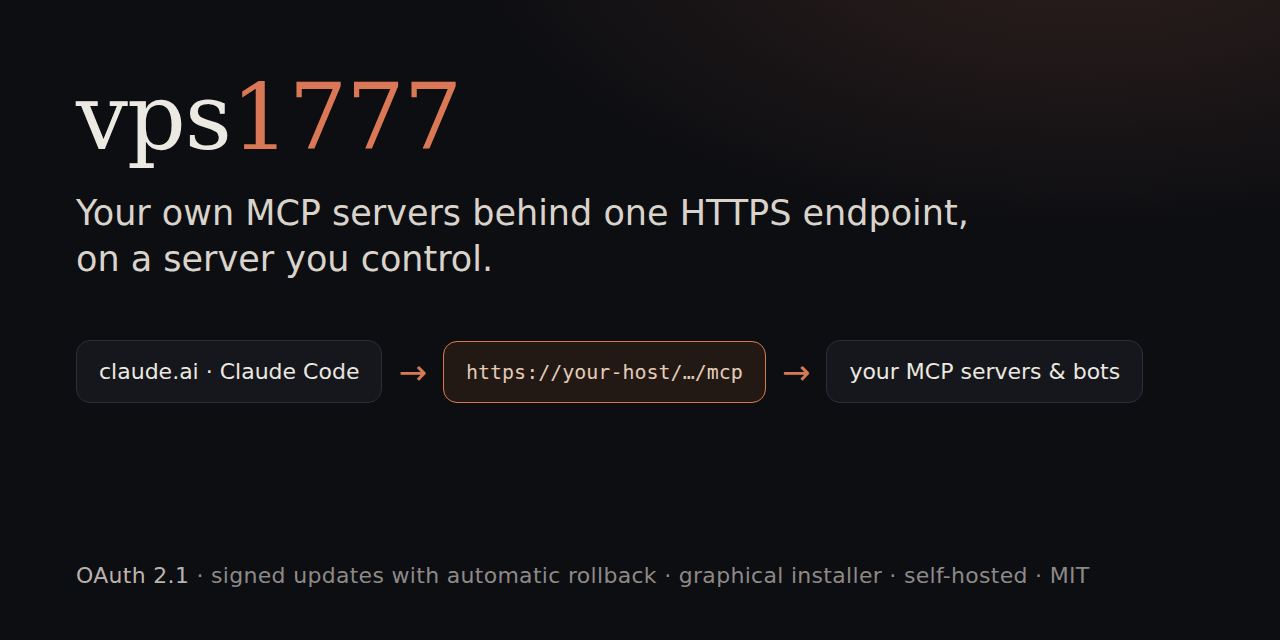 vps1777
Your own MCP servers behind one HTTPS endpoint,
on a server you control.
claude.ai · Claude Code → https://your-host/…/mcp → your MCP servers & bots
OAuth 2.1 · signed updates with automatic rollback · graphical installer · self-hosted · MIT